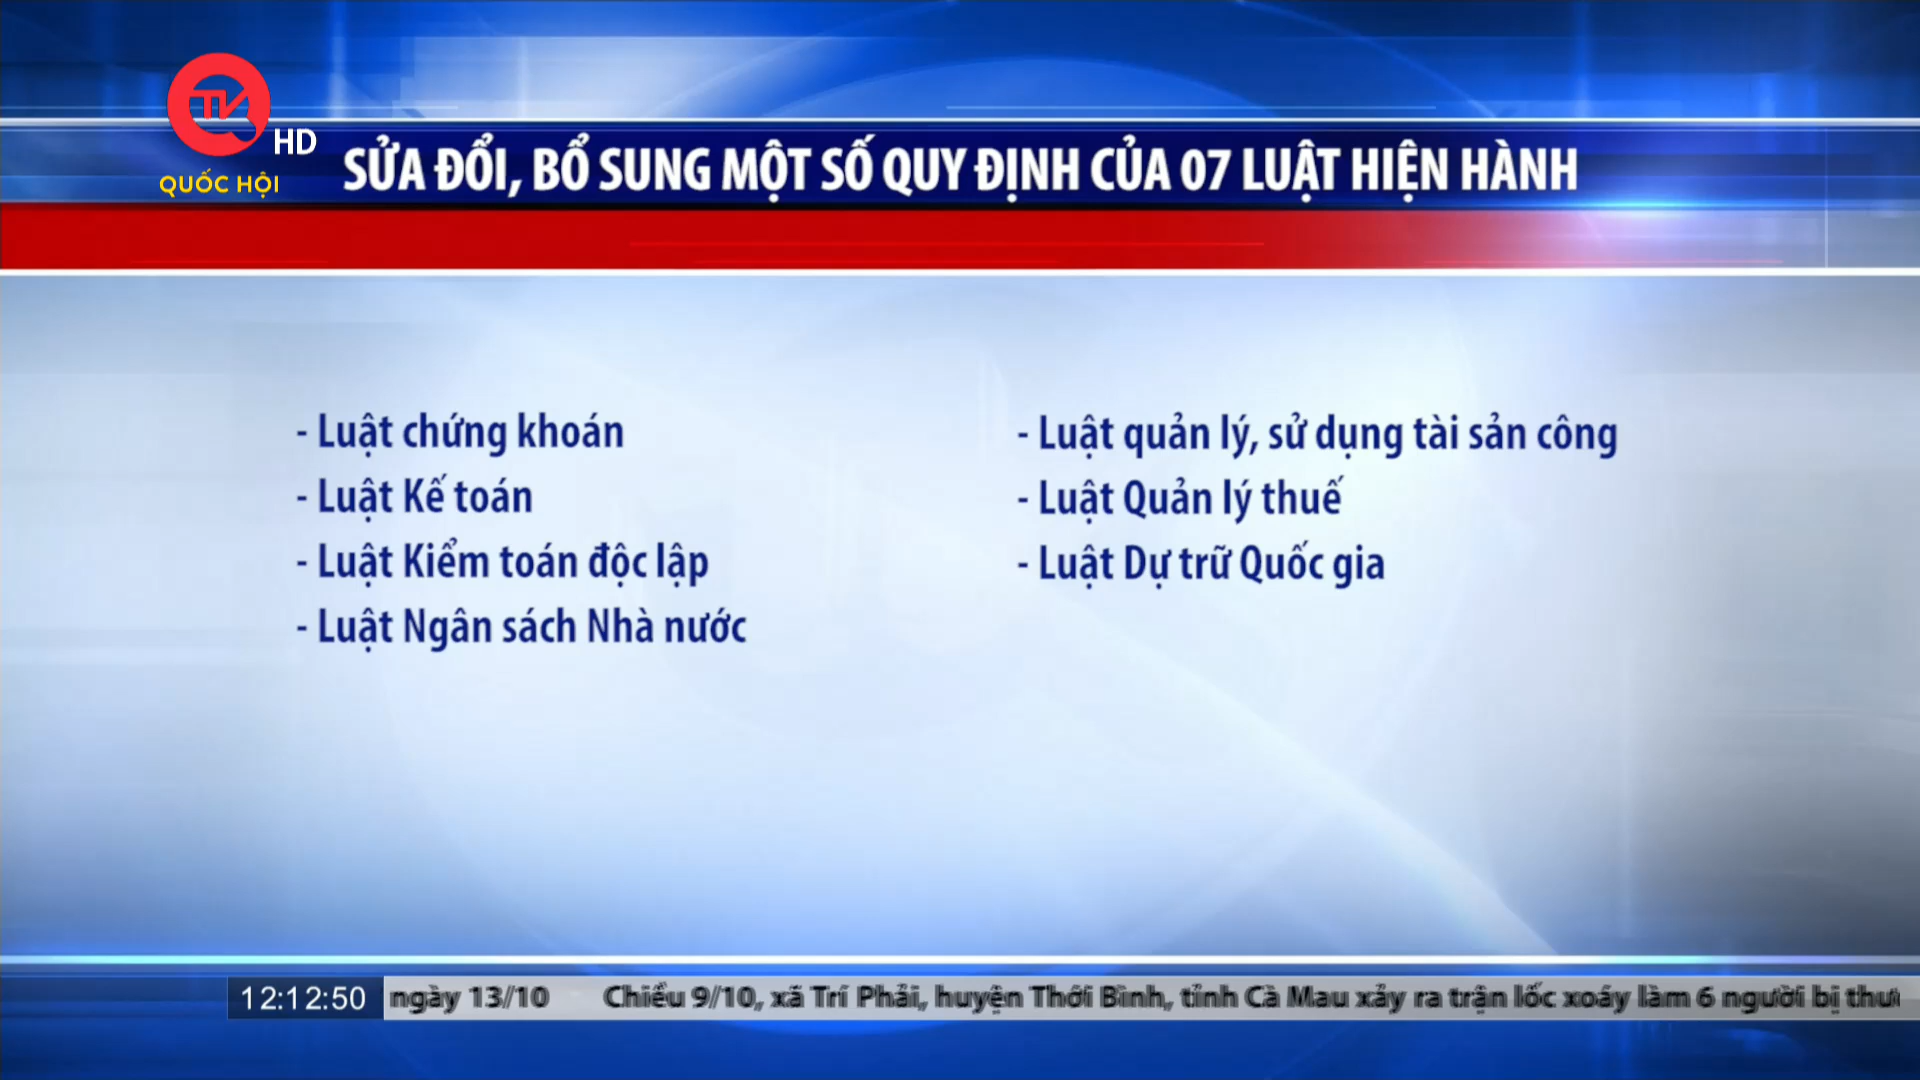 TV
HD
QUỐC HỘI
SỬA ĐỔI, BỔ SUNG MỘT SỐ QUY ĐỊNH CỦA 07 LUẬT HIỆN HÀNH
- Luật chứng khoán
- Luật Kế toán
- Luật Kiểm toán độc lập
- Luật Ngân sách Nhà nước
- Luật quản lý, sử dụng tài sản công
- Luật Quản lý thuế
- Luật Dự trữ Quốc gia
12:12:50 ngày 13/10 Chiều 9/10, xã Trí Phải, huyện Thới Bình, tỉnh Cà Mau xảy ra trận lốc xoáy làm 6 người bị